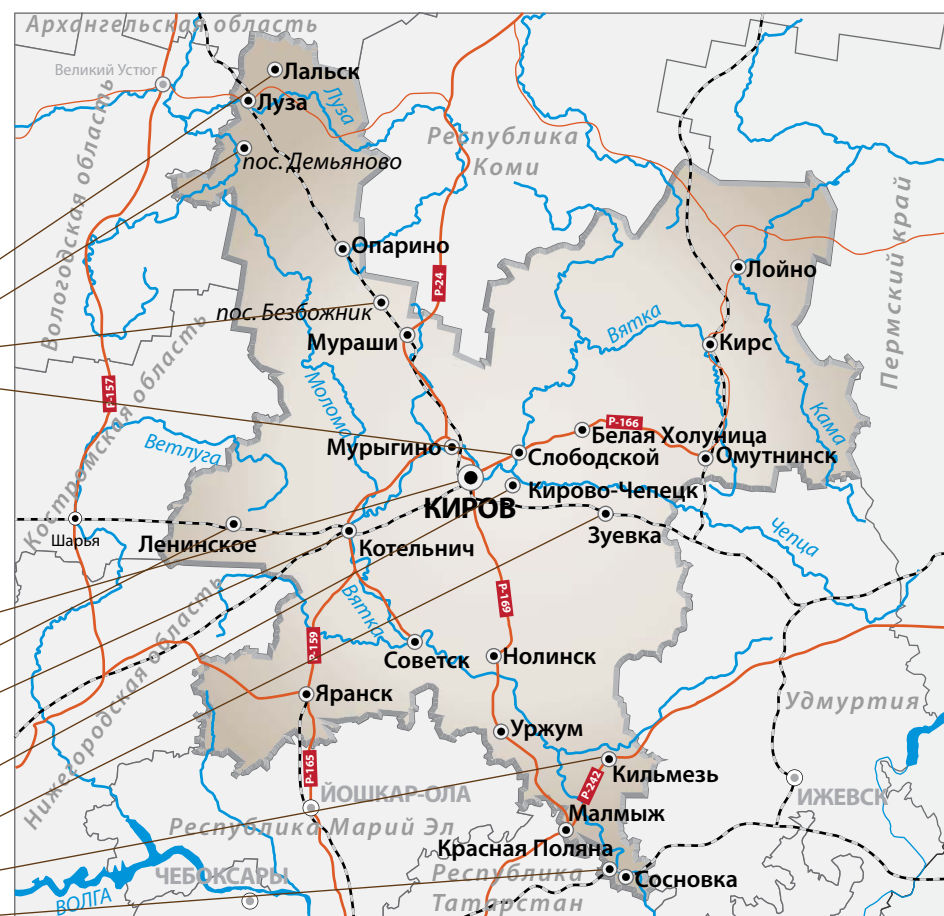 Архангельская область
Великий Устюг
Лальск
Луза
Луза
пос. Демьяново
Республика
Коми
Вологодская область
Пермский край
Опарино
Лойно
Р-24
пос. Безбожник
Мураши
Вятка
Кирс
Р-157
Молома
Кама
Костромская область
Р-166
Ветлуга
Мурыгино
Белая Холуница
Слободской
Омутнинск
КИРОВ
Кирово-Чепецк
Шарья
Ленинское
Котельнич
Зуевка
Чепца
Нижегородская область
Вятка
Р-169
Р-159
Советск
Нолинск
Яранск
Удмуртия
Уржум
Р-165
Кильмезь
Р-242
ЙОШКАР-ОЛА
ИЖЕВСК
Малмыж
Республика Марий Эл
Красная Поляна
ЧЕБОКСАРЫ
Республика
Татарстан
Сосновка
ВОЛГА